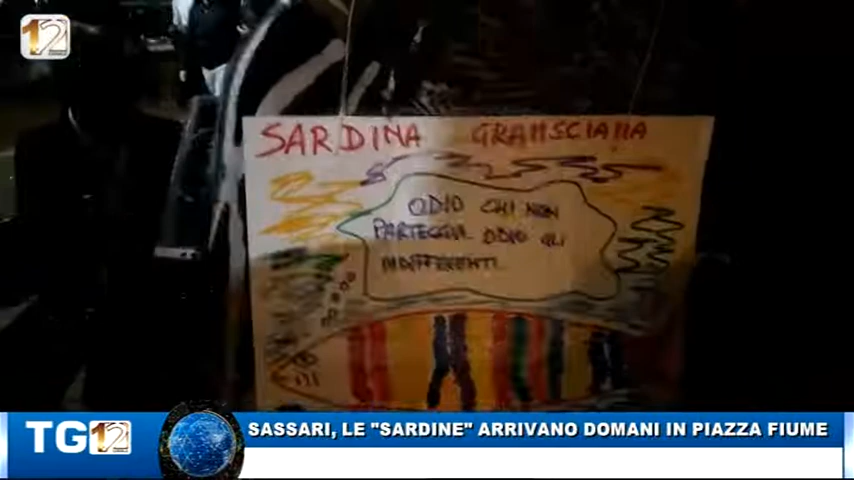 12
SARDINA GRAMSCIANA
ODIO CHI NON
PARTEGGIA ODIO GLI
INDIFFERENTI
TG12
SASSARI, LE "SARDINE" ARRIVANO DOMANI IN PIAZZA FIUME